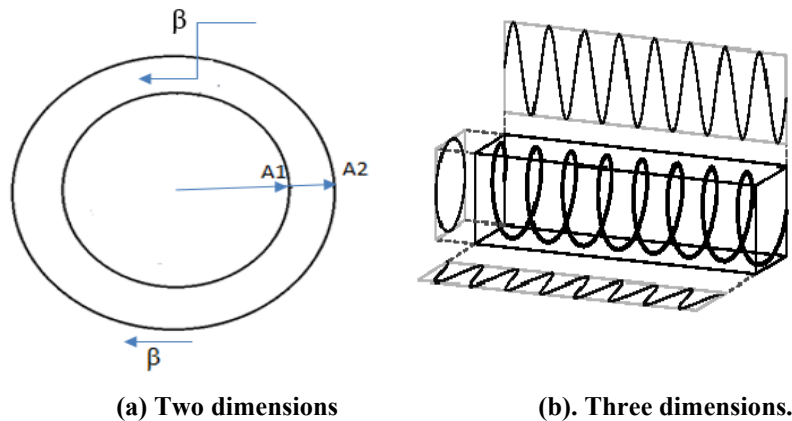 β
A1
A2
β
(a) Two dimensions
(b). Three dimensions.